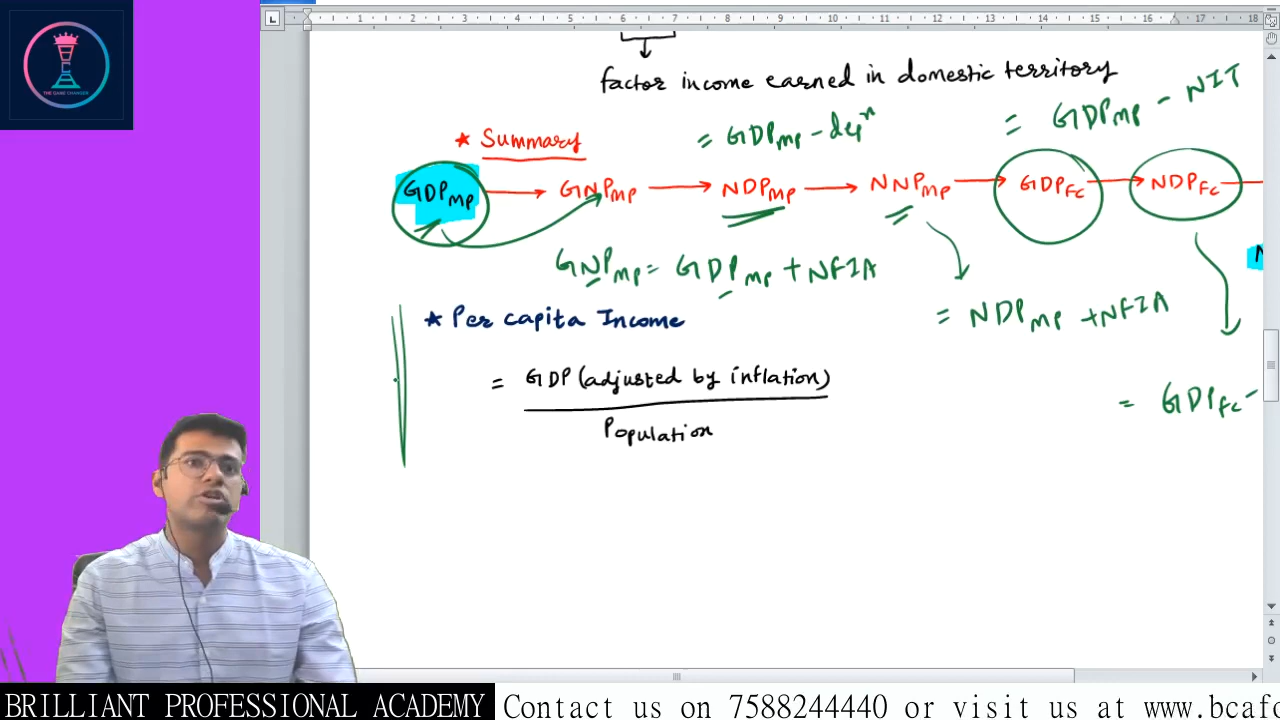 THE GAME CHANGER
factor income earned in domestic territory
= GDPMP - depn
= GDPMP - NIT
★ Summary
GDPMP → GNPMP → NDPMP → NNPMP → GDPFC → NDPFC
GNPMP = GDPMP + NFIA
= NDPMP + NFIA
★ Per capita Income
= GDP (adjusted by inflation)
Population
= GDPFC -
BRILLIANT PROFESSIONAL ACADEMY Contact us on 7588244440 or visit us at www.bcafo